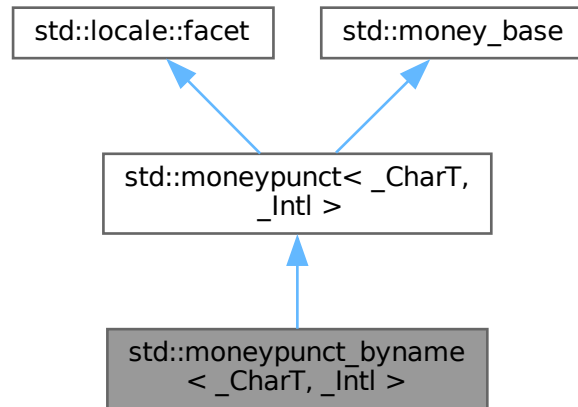 std::locale::facet
std::money_base
std::moneypunct< _CharT,
_Intl >
std::moneypunct_byname
< _CharT, _Intl >